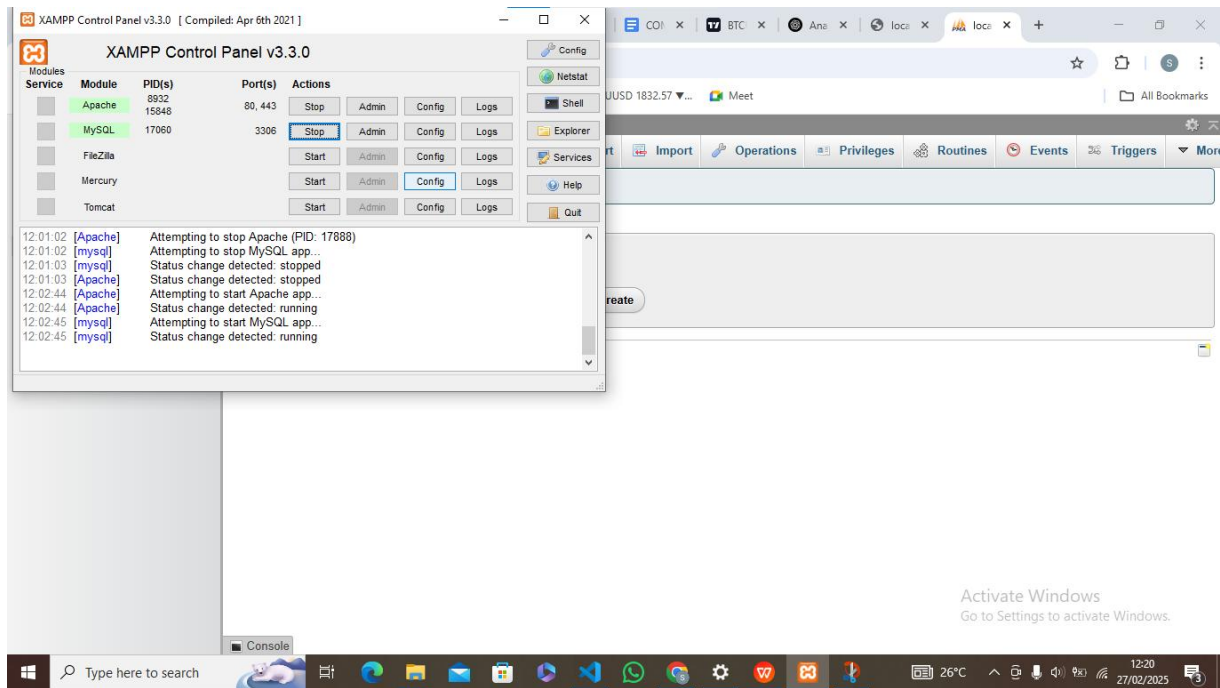 XAMPP Control Panel v3.3.0 [ Compiled: Apr 6th 2021 ]
XAMPP Control Panel v3.3.0
Config
Modules
Service Module PID(s) Port(s) Actions
Netstat
Apache 8932 15848 80, 443 Stop Admin Config Logs
Shell
MySQL 17060 3306 Stop Admin Config Logs
Explorer
FileZilla Start Admin Config Logs
Services
Mercury Start Admin Config Logs
Help
Tomcat Start Admin Config Logs
Quit
12:01:02 [Apache] Attempting to stop Apache (PID: 17888)
12:01:02 [mysql] Attempting to stop MySQL app...
12:01:03 [mysql] Status change detected: stopped
12:01:03 [Apache] Status change detected: stopped
12:02:44 [Apache] Attempting to start Apache app...
12:02:44 [Apache] Status change detected: running
12:02:45 [mysql] Attempting to start MySQL app...
12:02:45 [mysql] Status change detected: running
CON BTC Ana loca loca
S
UUSD 1832.57 ▼... Meet All Bookmarks
rt Import Operations Privileges Routines Events Triggers More
reate
Console
Activate Windows
Go to Settings to activate Windows.
Type here to search
26°C
12:20
27/02/2025
3